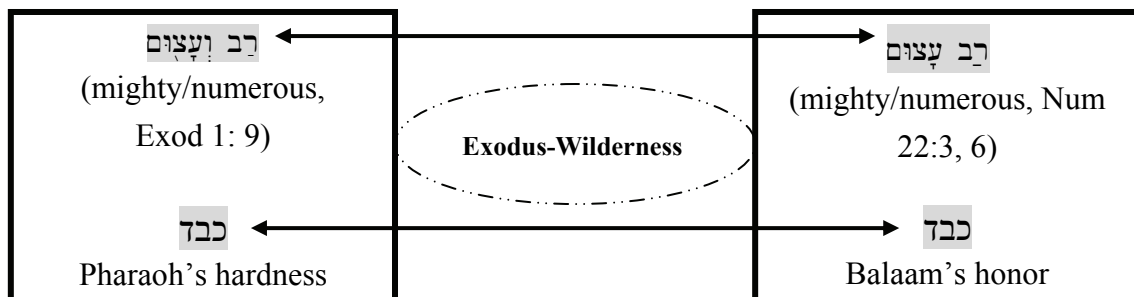 רַב וְעָצ֖וּם
(mighty/numerous,
Exod 1: 9)
כבד
Pharaoh’s hardness
Exodus-Wilderness
רַב עָצוּם
(mighty/numerous, Num
22:3, 6)
כבד
Balaam’s honor